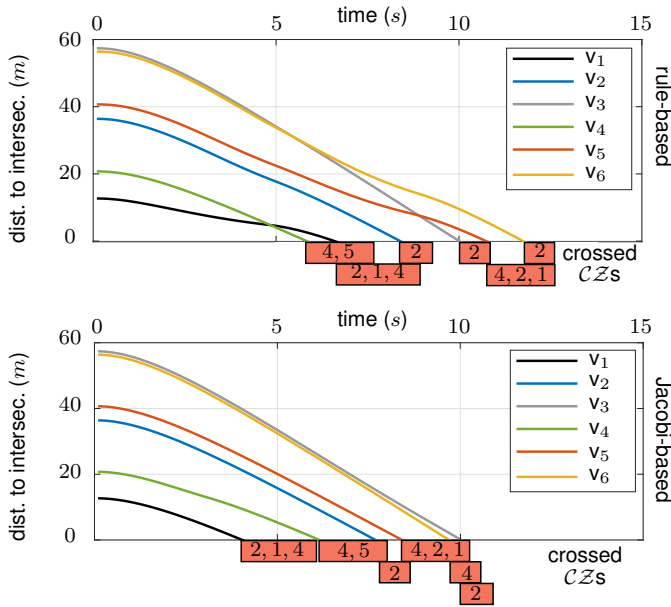 time (s)
0 5 10 15
60
40
20
0
dist. to intersec. (m)
v1
v2
v3
v4
v5
v6
rule-based
4, 5 2 2 2
2, 1, 4 4, 2, 1
crossed
CZs
0 5 time (s) 10 15
60
40
20
0
dist. to intersec. (m)
v1
v2
v3
v4
v5
v6
Jacobi-based
2, 1, 4 4, 5 4, 2, 1
2 4
2
crossed
CZs